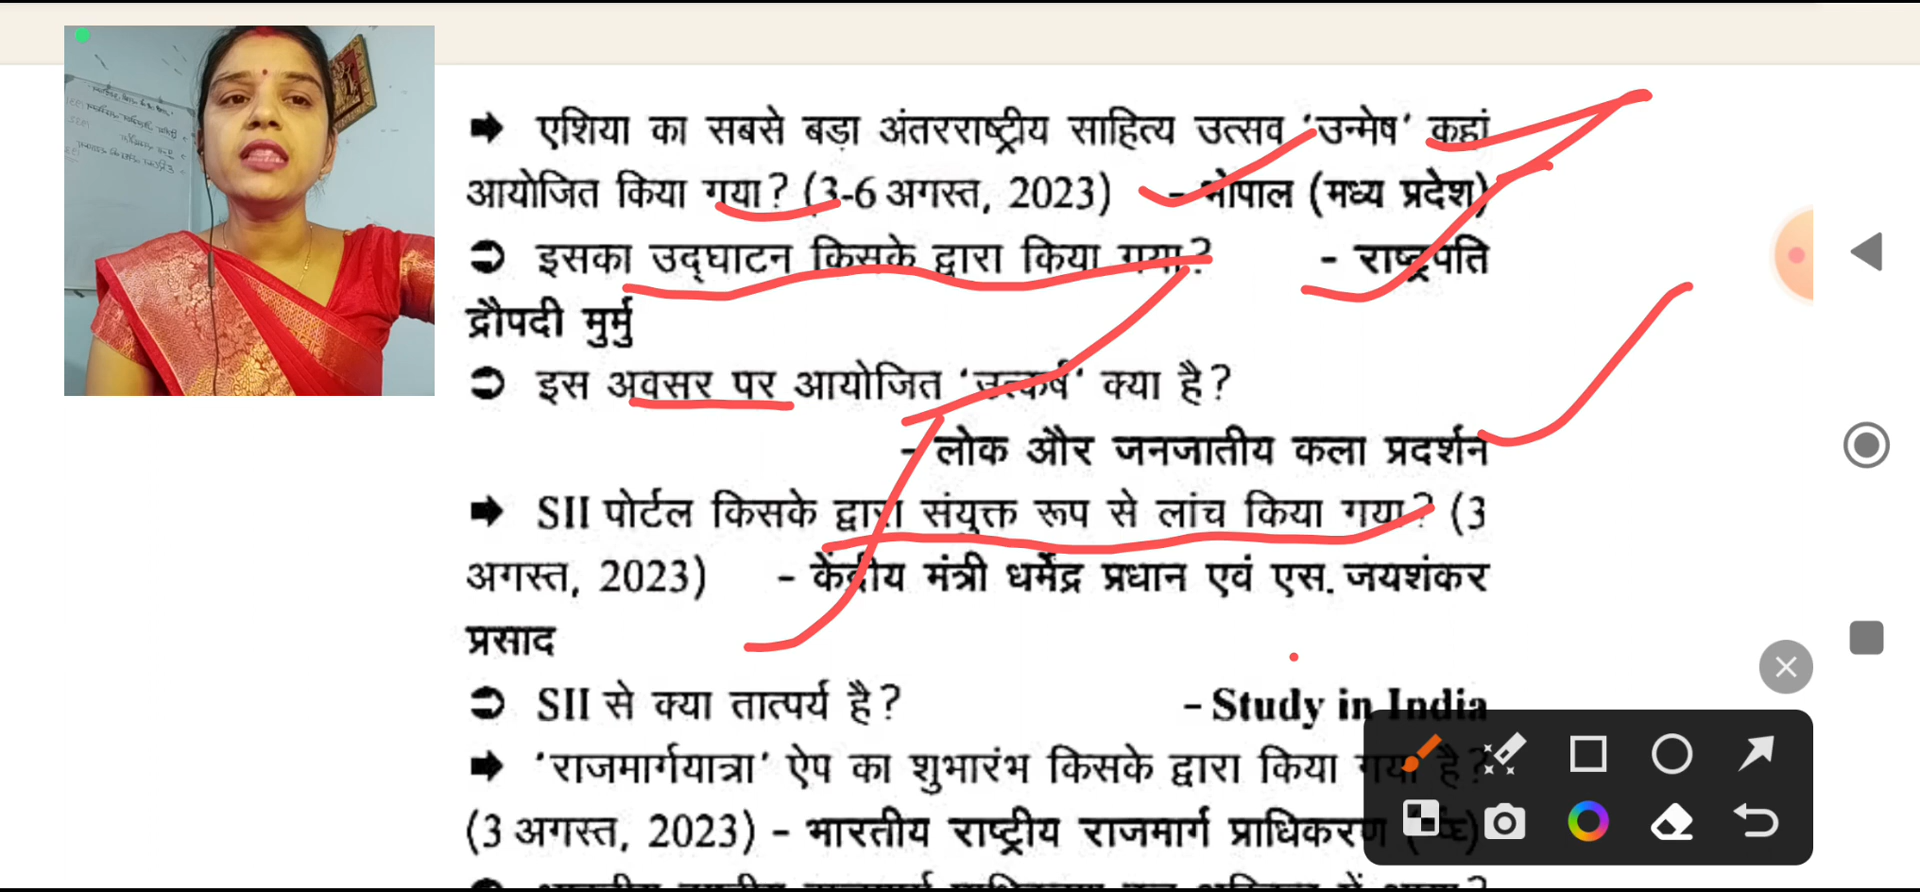 ➡ एशिया का सबसे बड़ा अंतरराष्ट्रीय साहित्य उत्सव ‘उन्मेष’ कहां
आयोजित किया गया? (3-6 अगस्त, 2023) - भोपाल (मध्य प्रदेश)
➲ इसका उद्घाटन किसके द्वारा किया गया? - राष्ट्रपति
द्रौपदी मुर्मु
➲ इस अवसर पर आयोजित ‘उत्कर्ष’ क्या है?
- लोक और जनजातीय कला प्रदर्शन
➡ SII पोर्टल किसके द्वारा संयुक्त रूप से लांच किया गया? (3
अगस्त, 2023) - केंद्रीय मंत्री धर्मेंद्र प्रधान एवं एस. जयशंकर
प्रसाद
➲ SII से क्या तात्पर्य है? - Study in India
➡ ‘राजमार्गयात्रा’ ऐप का शुभारंभ किसके द्वारा किया गया है?
(3 अगस्त, 2023) - भारतीय राष्ट्रीय राजमार्ग प्राधिकरण